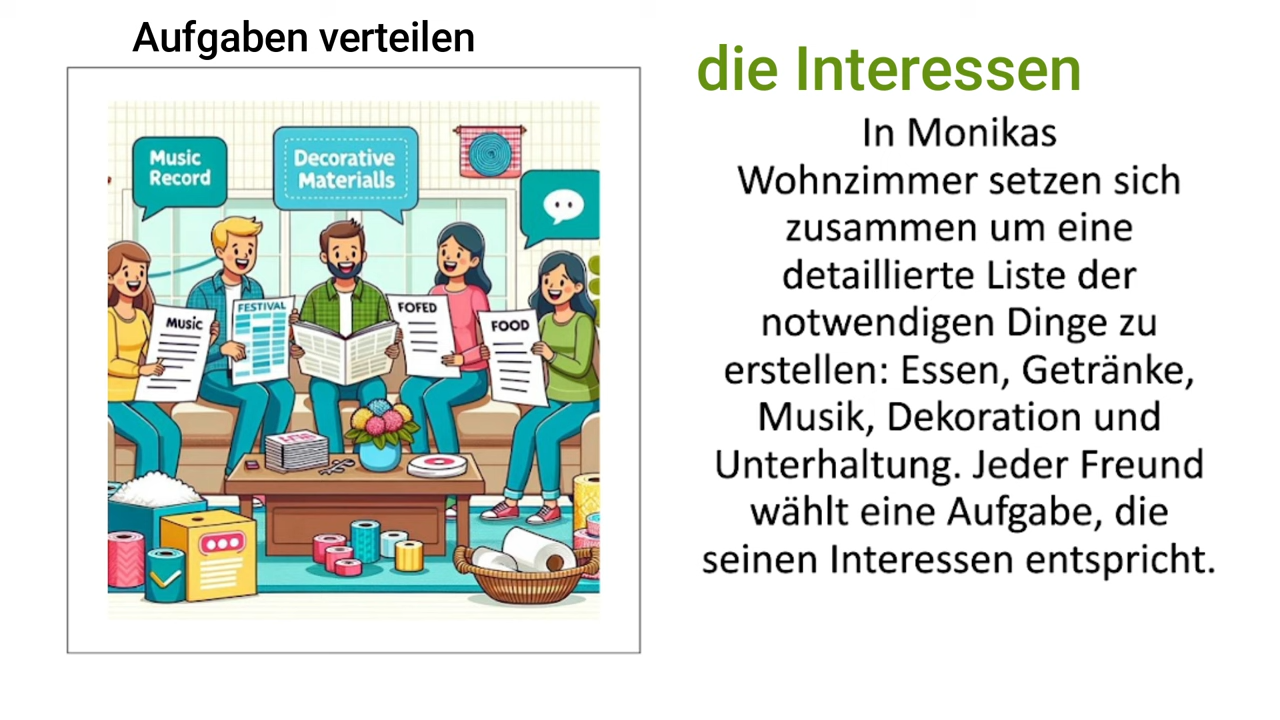 Aufgaben verteilen
die Interessen
Music
Record
Decorative
Materialls
MUSIC
FESTIVAL
FOFED
FOOD
In Monikas
Wohnzimmer setzen sich
zusammen um eine
detaillierte Liste der
notwendigen Dinge zu
erstellen: Essen, Getränke,
Musik, Dekoration und
Unterhaltung. Jeder Freund
wählt eine Aufgabe, die
seinen Interessen entspricht.